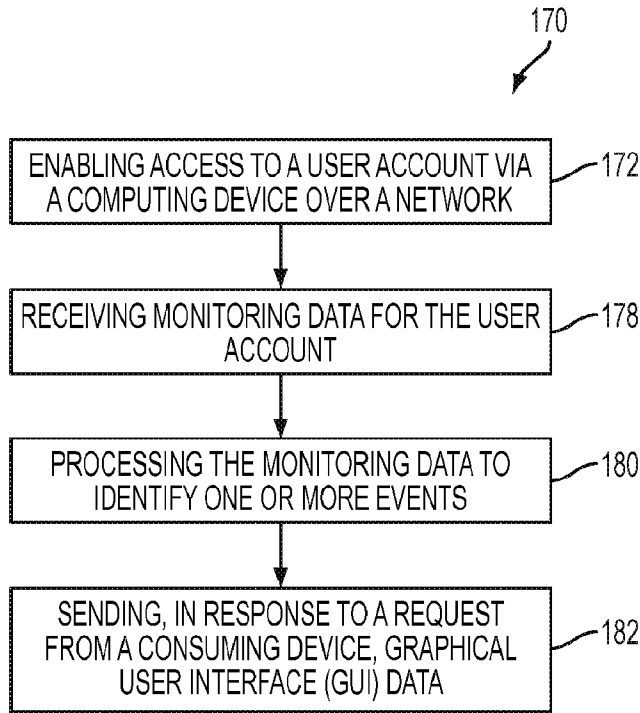 170
ENABLING ACCESS TO A USER ACCOUNT VIA
A COMPUTING DEVICE OVER A NETWORK
172
RECEIVING MONITORING DATA FOR THE USER
ACCOUNT
178
PROCESSING THE MONITORING DATA TO
IDENTIFY ONE OR MORE EVENTS
180
SENDING, IN RESPONSE TO A REQUEST
FROM A CONSUMING DEVICE, GRAPHICAL
USER INTERFACE (GUI) DATA
182